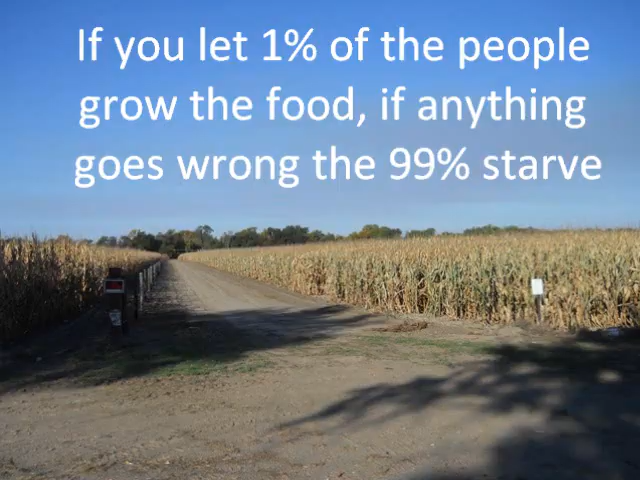 If you let 1% of the people
grow the food, if anything
goes wrong the 99% starve